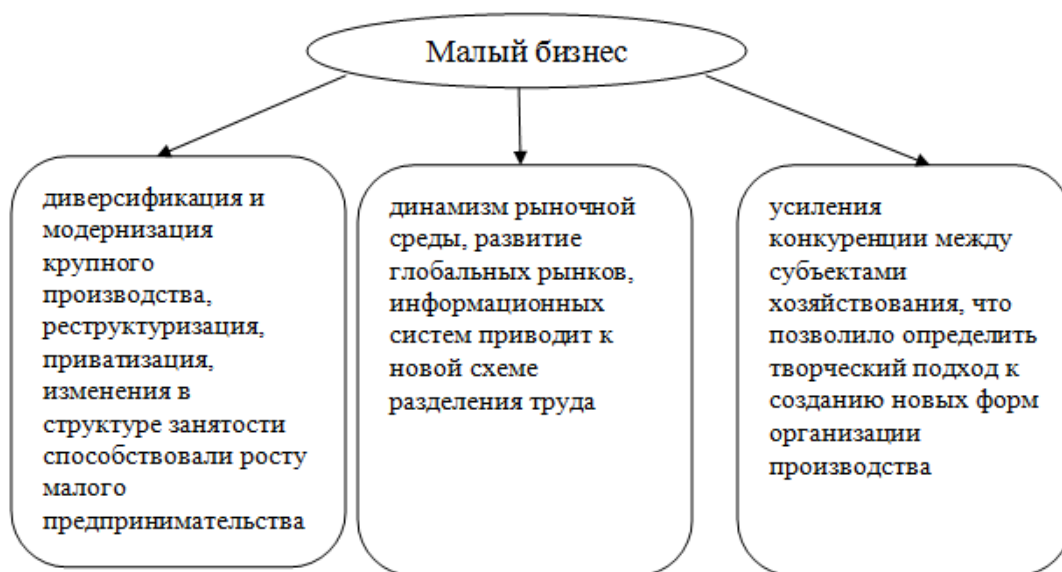 Малый бизнес
диверсификация и
модернизация
крупного
производства,
реструктуризация,
приватизация,
изменения в
структуре занятости
способствовали росту
малого
предпринимательства
динамизм рыночной
среды, развитие
глобальных рынков,
информационных
систем приводит к
новой схеме
разделения труда
усиления
конкуренции между
субъектами
хозяйствования, что
позволило определить
творческий подход к
созданию новых форм
организации
производства